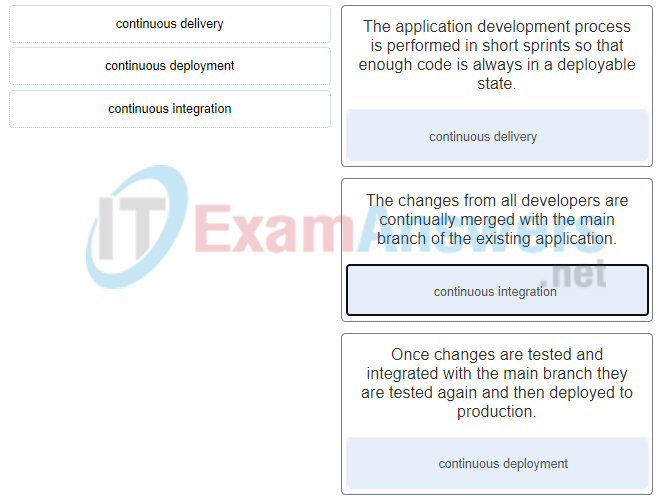 continuous delivery
continuous deployment
continuous integration
The application development process
is performed in short sprints so that
enough code is always in a deployable
state.
continuous delivery
The changes from all developers are
continually merged with the main
branch of the existing application.
continuous integration
Once changes are tested and
integrated with the main branch they
are tested again and then deployed to
production.
continuous deployment
IT ExamAnswers
.net